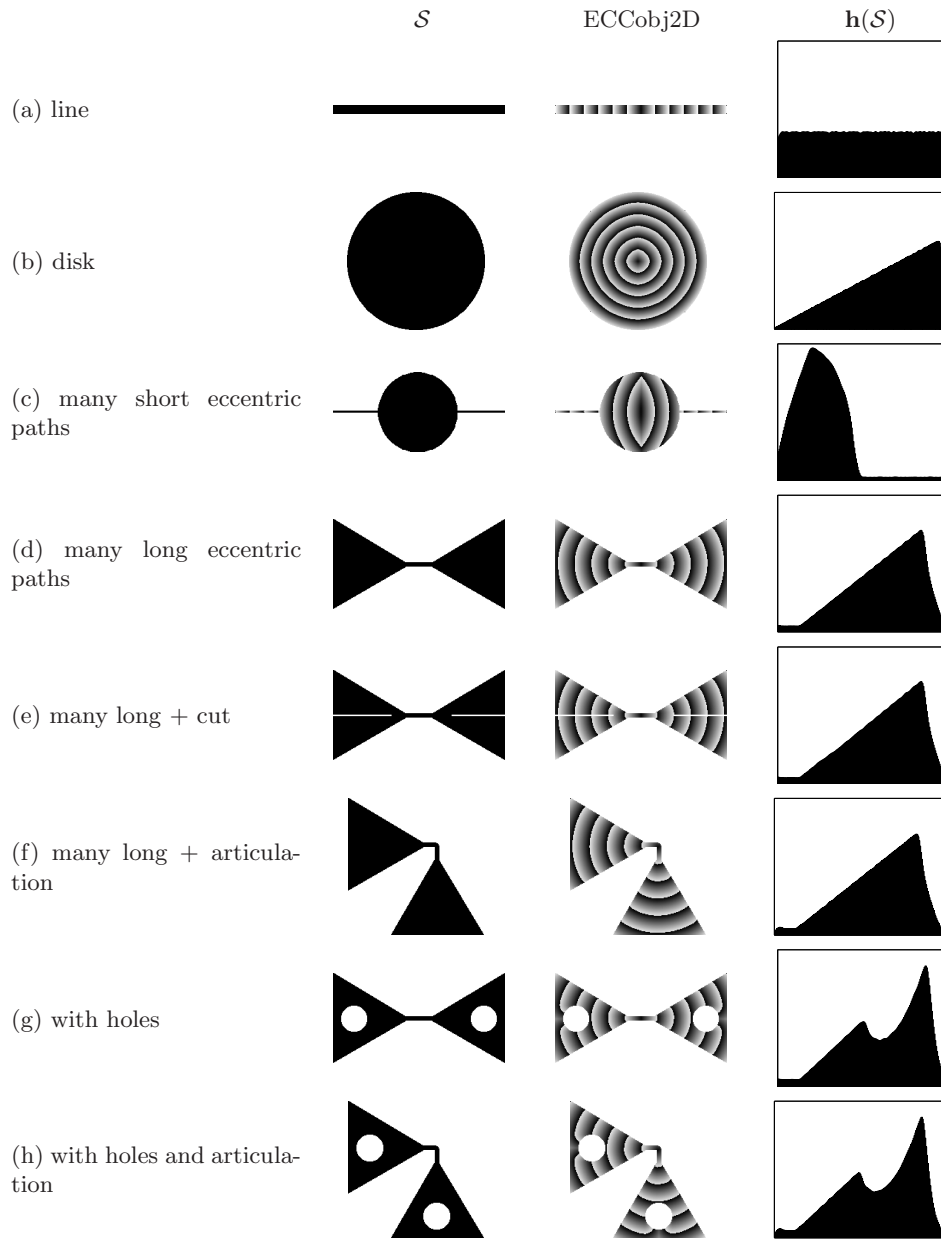 𝒮 ECCobj2D h(𝒮)
(a) line
(b) disk
(c) many short eccentric
paths
(d) many long eccentric
paths
(e) many long + cut
(f) many long + articula-
tion
(g) with holes
(h) with holes and articula-
tion